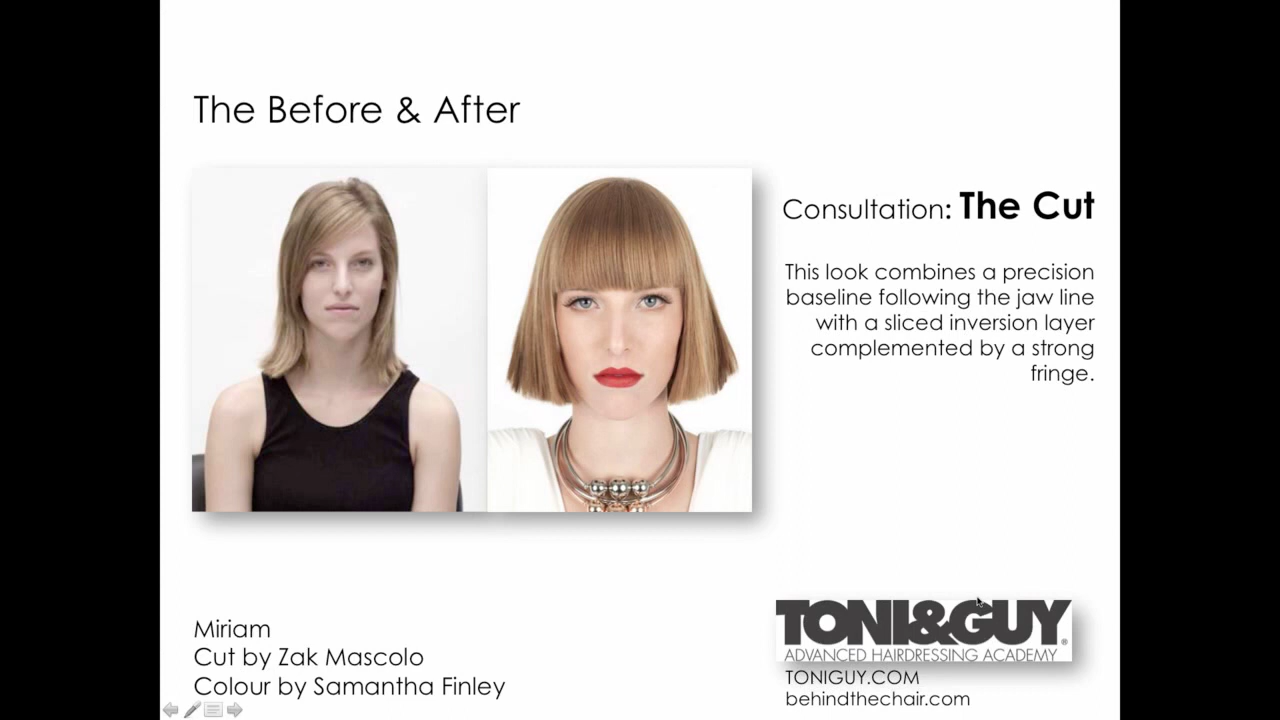 The Before & After
Consultation: The Cut
This look combines a precision
baseline following the jaw line
with a sliced inversion layer
complemented by a strong
fringe.
Miriam
Cut by Zak Mascolo
Colour by Samantha Finley
TONI&GUY®
ADVANCED HAIRDRESSING ACADEMY
TONIGUY.COM
behindthechair.com